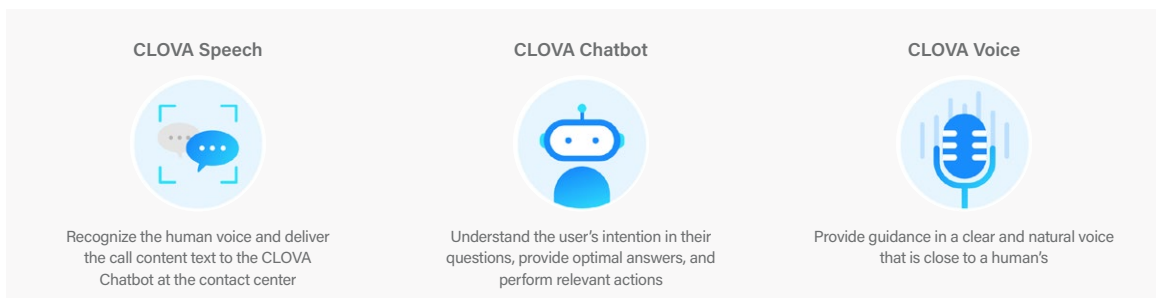 CLOVA Speech
Recognize the human voice and deliver
the call content text to the CLOVA
Chatbot at the contact center
CLOVA Chatbot
Understand the user’s intention in their
questions, provide optimal answers, and
perform relevant actions
CLOVA Voice
Provide guidance in a clear and natural voice
that is close to a human’s